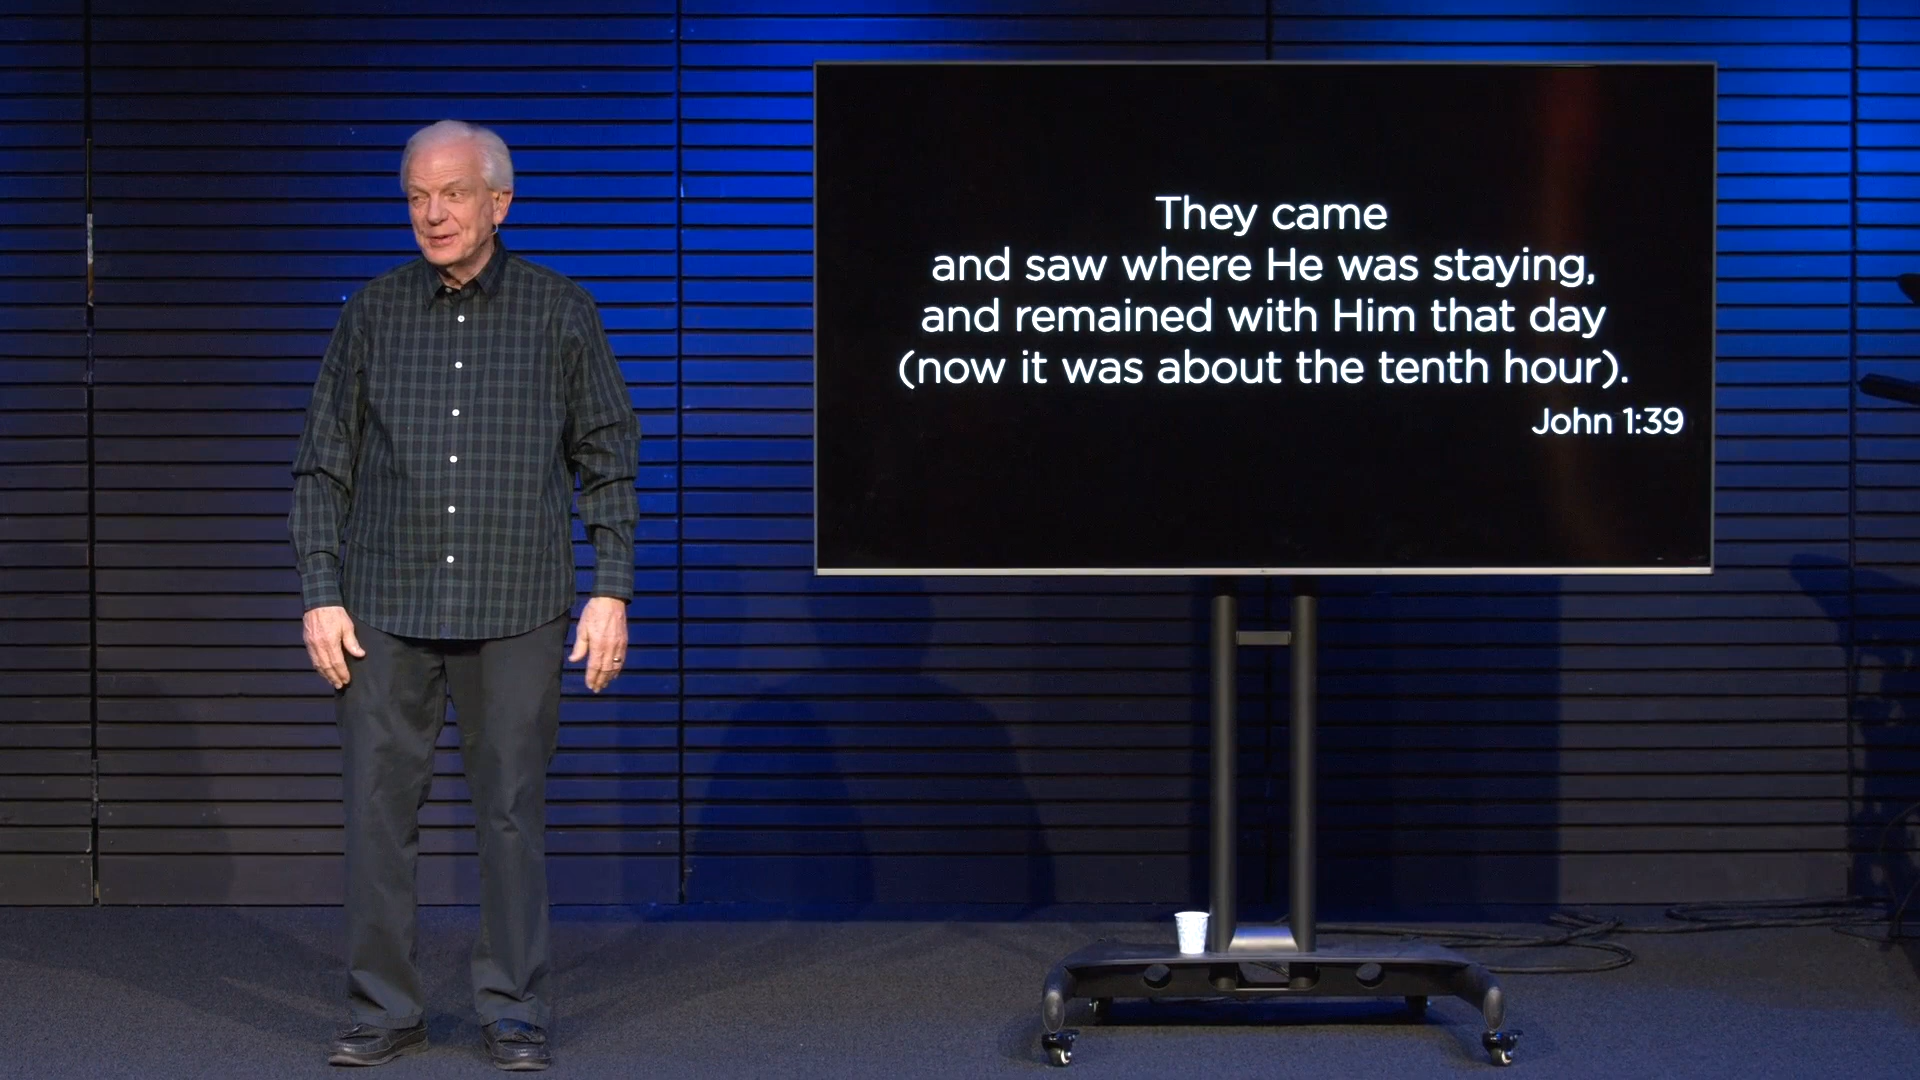 They came
and saw where He was staying,
and remained with Him that day
(now it was about the tenth hour).
John 1:39